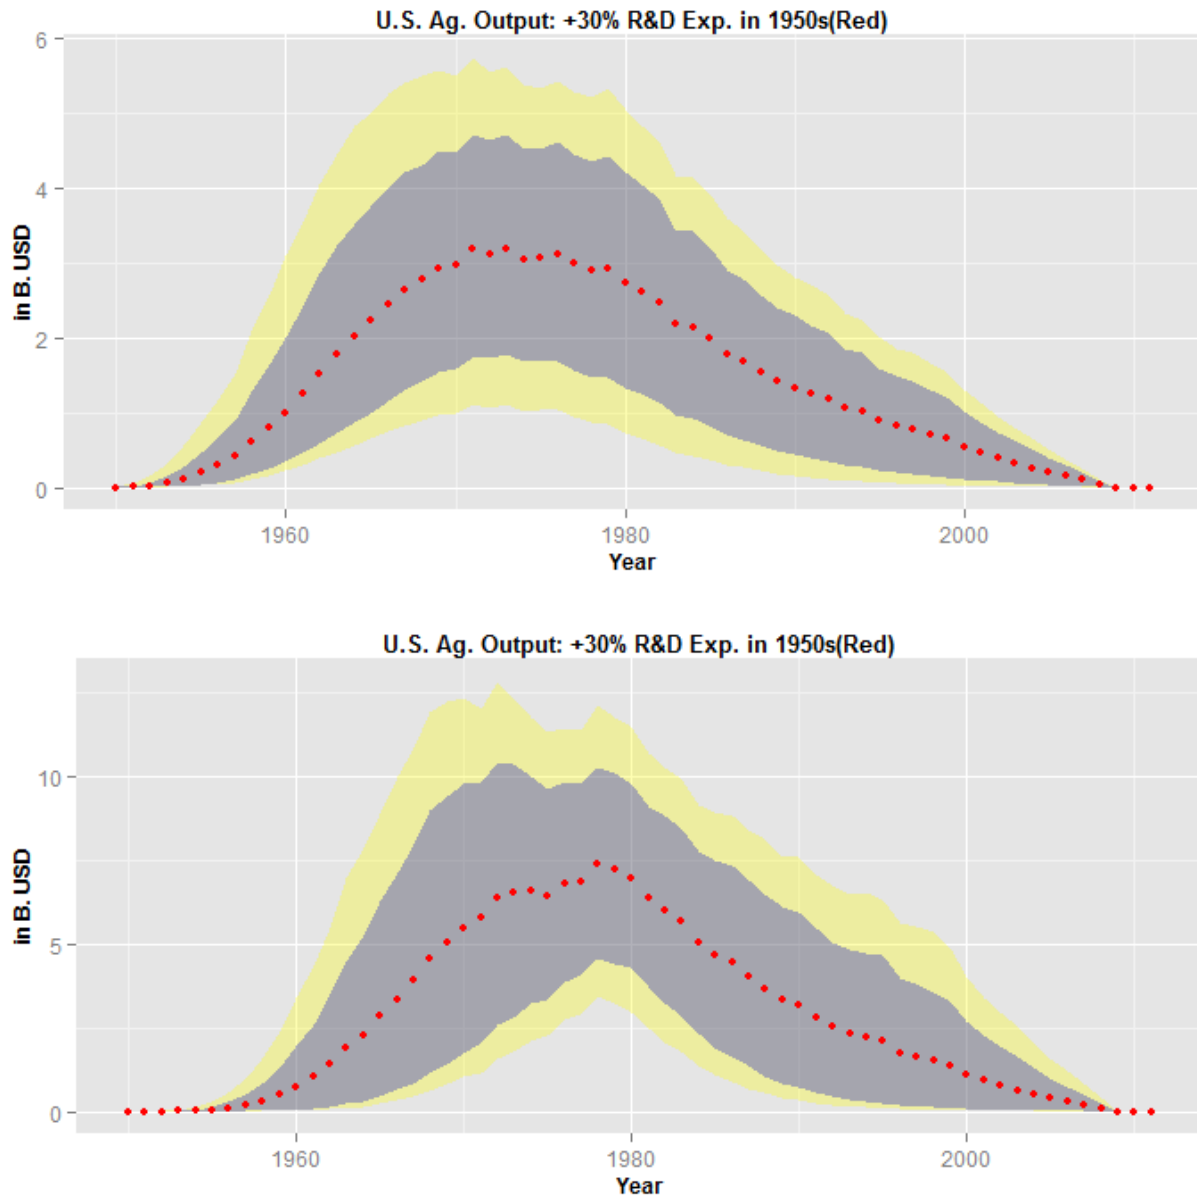 U.S. Ag. Output: +30% R&D Exp. in 1950s(Red)
6
4
2
0
in B. USD
1960 1980 2000
Year
U.S. Ag. Output: +30% R&D Exp. in 1950s(Red)
10
5
0
in B. USD
1960 1980 2000
Year